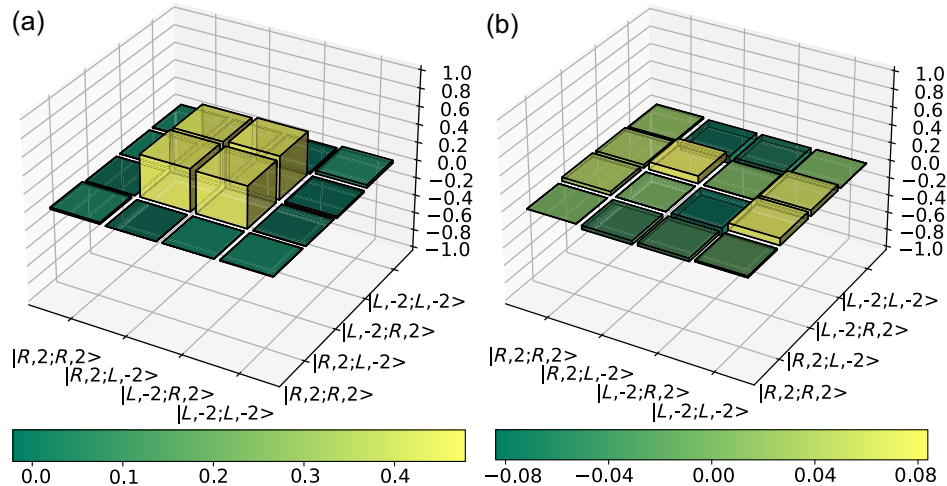 (a)
1.0
0.8
0.6
0.4
0.2
0.0
−0.2
−0.4
−0.6
−0.8
−1.0
|R,2;R,2>
|R,2;L,-2>
|L,-2;R,2>
|L,-2;L,-2>
|L,-2;L,-2>
|L,-2;R,2>
|R,2;L,-2>
|R,2;R,2>
0.0 0.1 0.2 0.3 0.4
(b)
1.0
0.8
0.6
0.4
0.2
0.0
−0.2
−0.4
−0.6
−0.8
−1.0
|R,2;R,2>
|R,2;L,-2>
|L,-2;R,2>
|L,-2;L,-2>
|L,-2;L,-2>
|L,-2;R,2>
|R,2;L,-2>
|R,2;R,2>
−0.08 −0.04 0.00 0.04 0.08